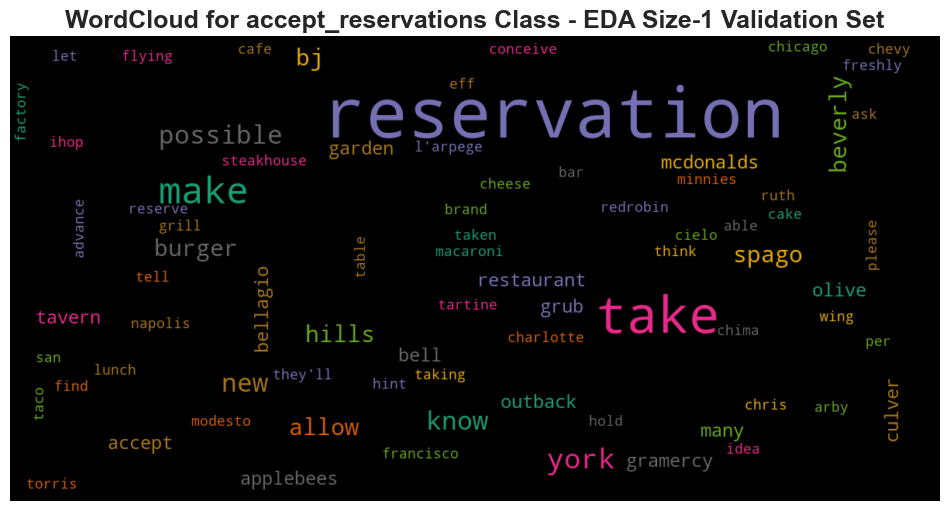 WordCloud for accept_reservations Class - EDA Size-1 Validation Set
let
flying
cafe
bj
conceive
chicago
chevy
freshly
factory
eff
reservation
beverly
ask
possible
ihop
garden
l'arpege
steakhouse
bar
mcdonalds
minnies
make
cheese
ruth
advance
reserve
brand
redrobin
cake
grill
taken
able
cielo
please
burger
table
macaroni
think
spago
tell
restaurant
olive
bellagio
tartine
grub
take
tavern
napolis
hills
charlotte
chima
wing
per
san
bell
lunch
they'll
taking
find
new
hint
taco
outback
chris
arby
culver
modesto
allow
know
hold
many
accept
francisco
york
gramercy
idea
torris
applebees